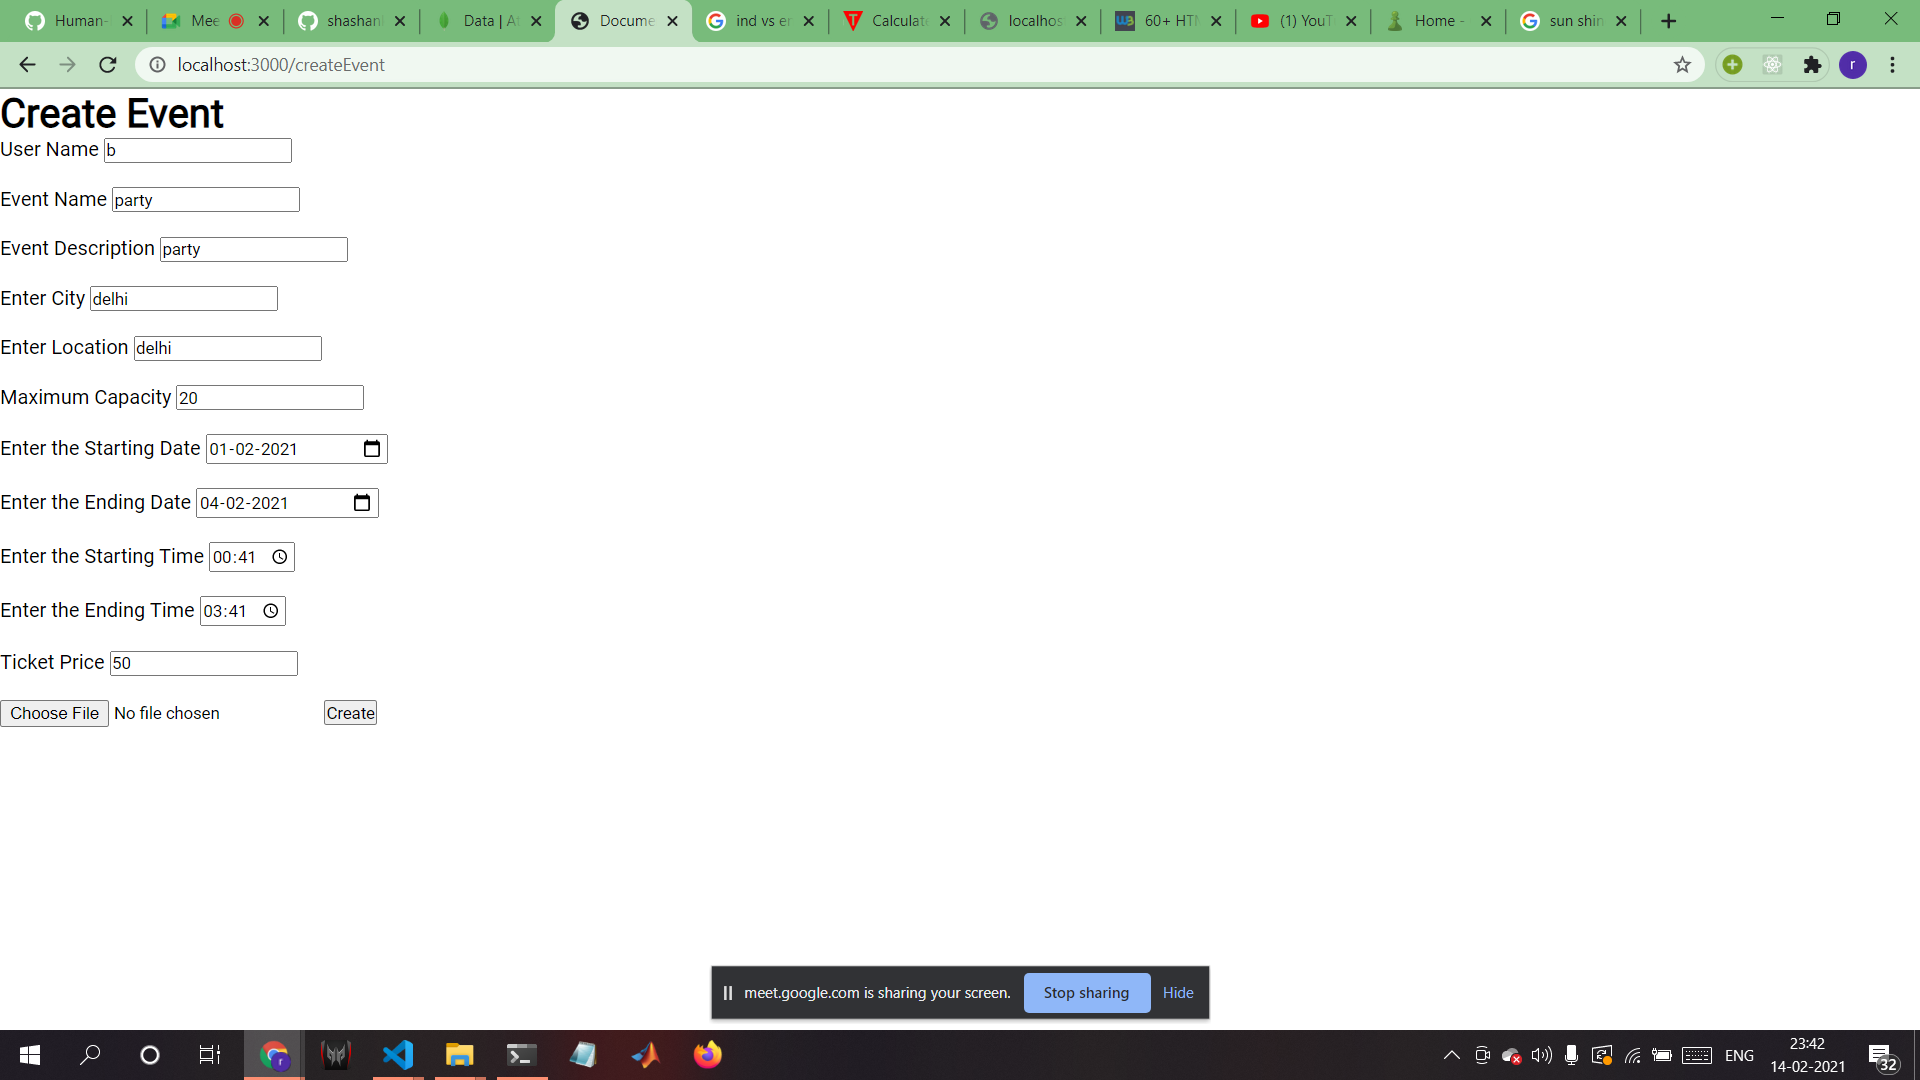 Human- Mee shashan Data | At Docume ind vs en Calculate localhos 60+ HTM (1) YouT Home - sun shin
localhost:3000/createEvent
r
Create Event
User Name b
Event Name party
Event Description party
Enter City delhi
Enter Location delhi
Maximum Capacity 20
Enter the Starting Date 01-02-2021
Enter the Ending Date 04-02-2021
Enter the Starting Time 00:41
Enter the Ending Time 03:41
Ticket Price 50
Choose File No file chosen Create
meet.google.com is sharing your screen. Stop sharing Hide
ENG
23:42
14-02-2021
32